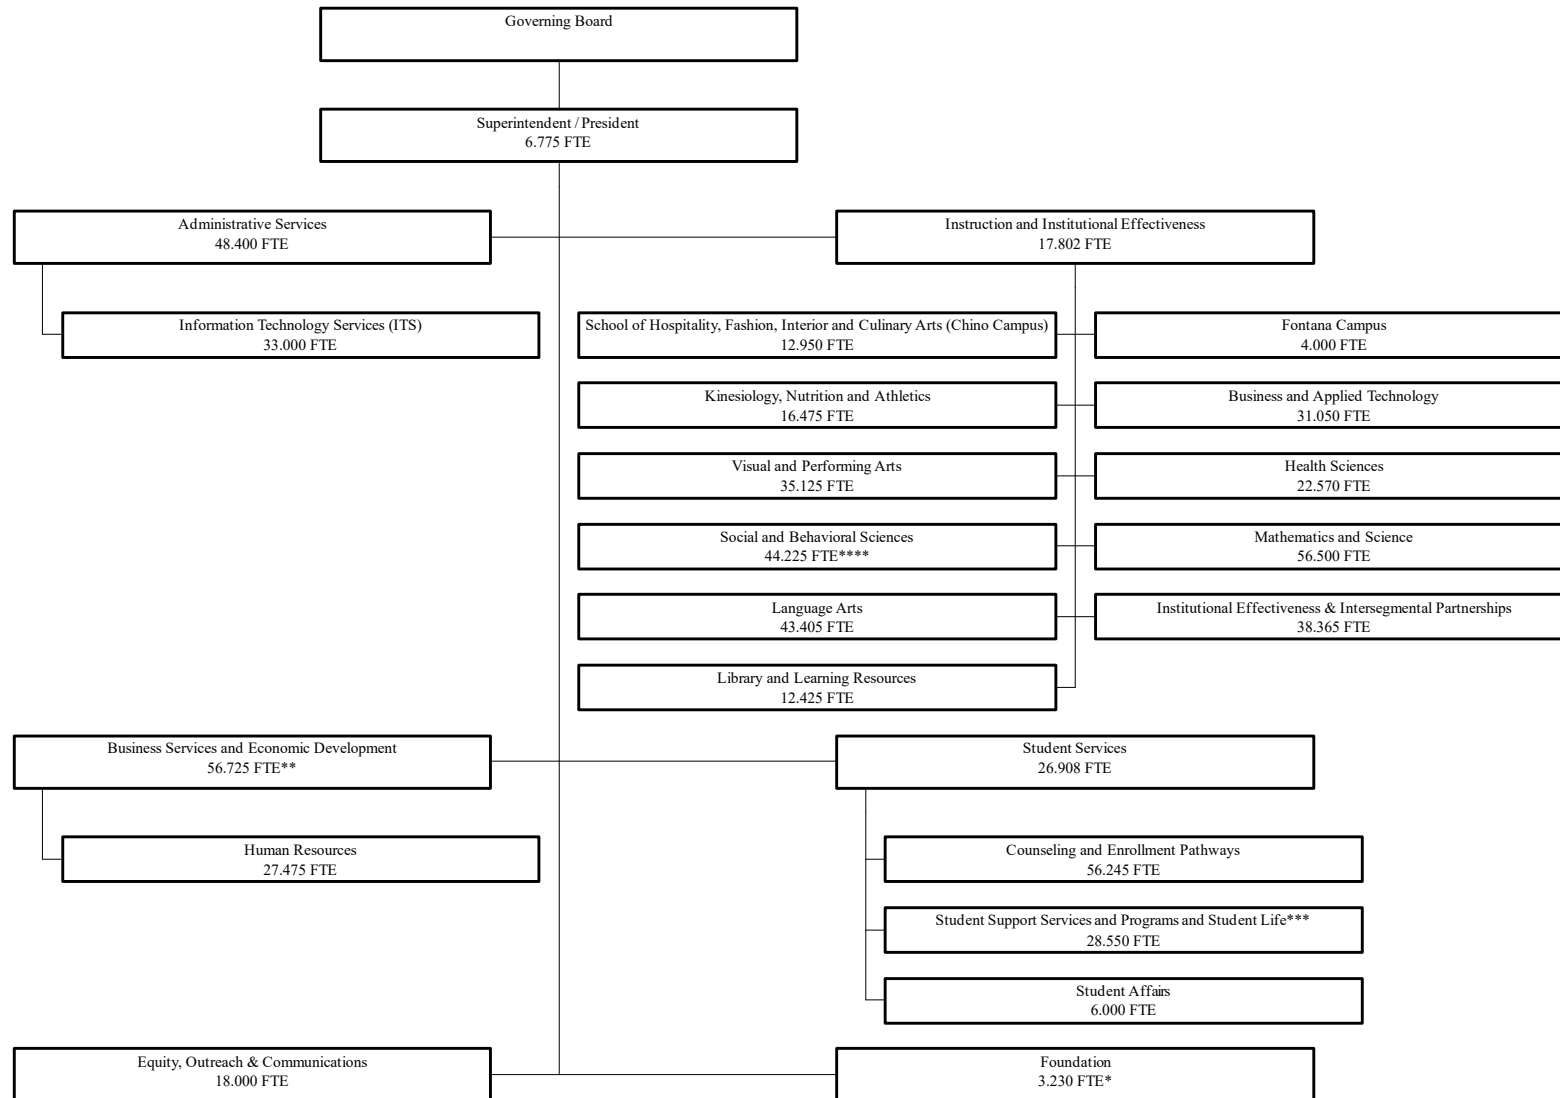 Governing Board
Superintendent / President
6.775 FTE
Administrative Services
48.400 FTE
Instruction and Institutional Effectiveness
17.802 FTE
Information Technology Services (ITS)
33.000 FTE
School of Hospitality, Fashion, Interior and Culinary Arts (Chino Campus)
12.950 FTE
Fontana Campus
4.000 FTE
Kinesiology, Nutrition and Athletics
16.475 FTE
Business and Applied Technology
31.050 FTE
Visual and Performing Arts
35.125 FTE
Health Sciences
22.570 FTE
Social and Behavioral Sciences
44.225 FTE****
Mathematics and Science
56.500 FTE
Language Arts
43.405 FTE
Institutional Effectiveness & Intersegmental Partnerships
38.365 FTE
Library and Learning Resources
12.425 FTE
Business Services and Economic Development
56.725 FTE**
Student Services
26.908 FTE
Human Resources
27.475 FTE
Counseling and Enrollment Pathways
56.245 FTE
Student Support Services and Programs and Student Life***
28.550 FTE
Student Affairs
6.000 FTE
Equity, Outreach & Communications
18.000 FTE
Foundation
3.230 FTE*